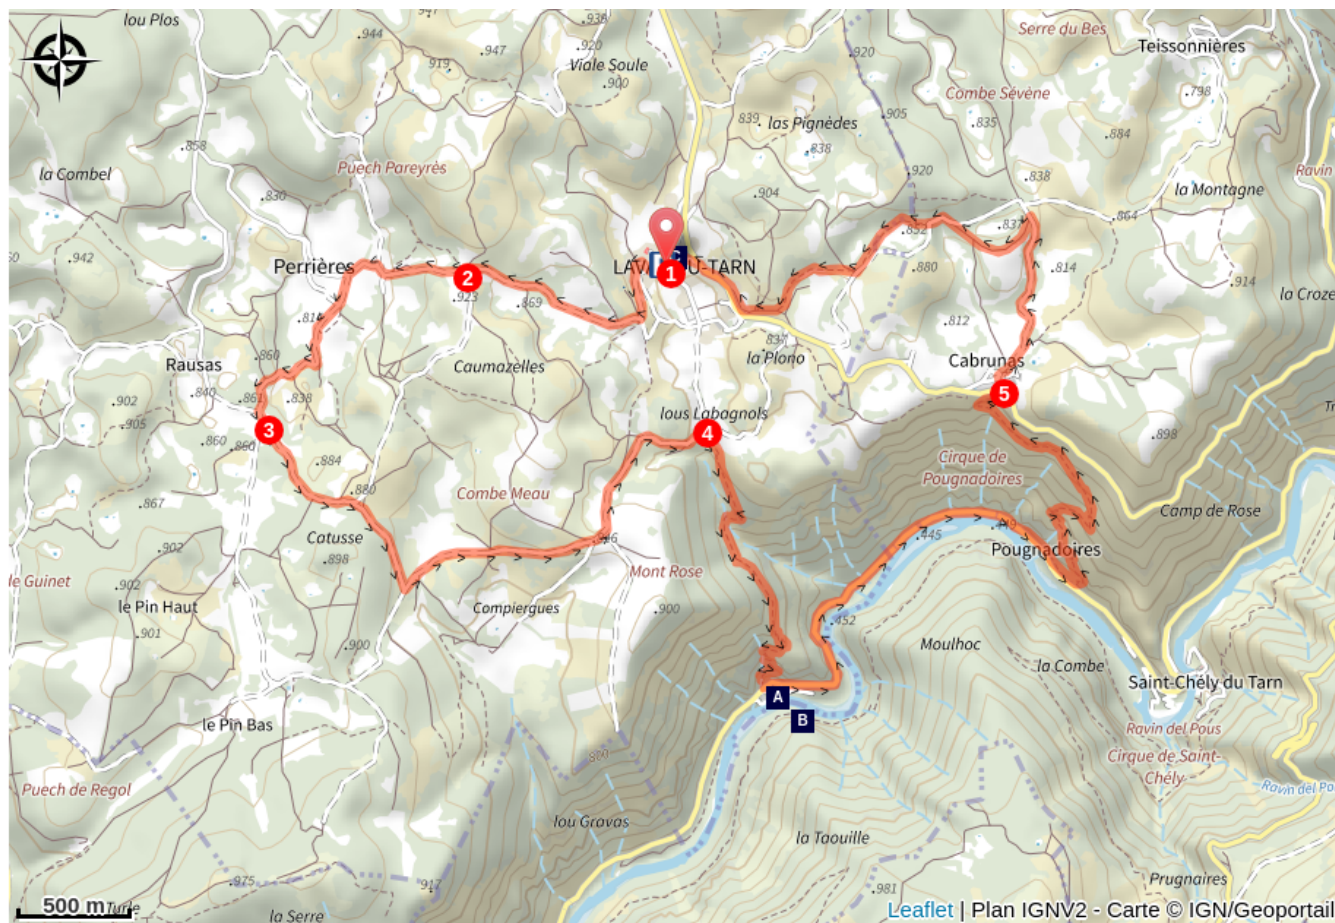 lou Plos
.944
.947
.938
Serre du Bes
Teissonnières
.919
.920
Viale Soule
.900
.920
Combe Sévène
.798
839.
las Pignèdes
.905
.835
.884
.858
.838
Puech Pareyrès
la Combel
.920
.838
Ravin
.830
.904
la Montagne
.864
.837
.942
Perrières
1
.880
.814
.914
2
.923
.869
la Croze
.812
.860
Rausas
Caumazelles
la Plono
Cabrunas
.840
.838
5
.902
.905
lous Labagnols
3
4
.860
.898
.884
Cirque de
Pougnadoires
.880
Combe Meau
.867
Camp de Rose
Catusse
.445
.902
.898
Pougnadoires
le Guinet
Mont Rose
.902
le Pin Haut
Compiergues
.900
.452
.901
Moulhoc
.900
la Combe
Saint-Chély du Tarn
A
B
le Pin Bas
Ravin del Pous
Cirque de Saint-
Chély
Puech de Regol
lou Gravas
la Taouille
.975
917
.981
Prugnaires
500 m
la Serre
Leaflet | Plan IGNV2 - Carte © IGN/Geoportail